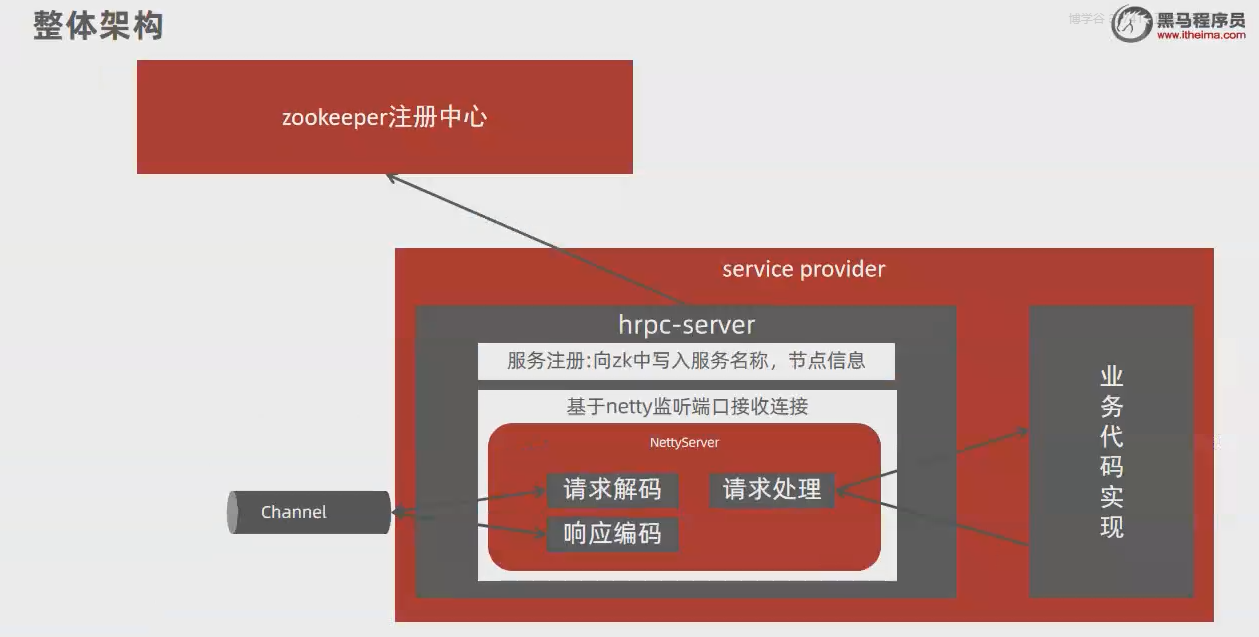 整体架构
博学谷
黑马程序员
www.itheima.com
zookeeper注册中心
service provider
hrpc-server
服务注册:向zk中写入服务名称，节点信息
基于netty监听端口接收连接
NettyServer
请求解码
请求处理
响应编码
Channel
业务代码实现